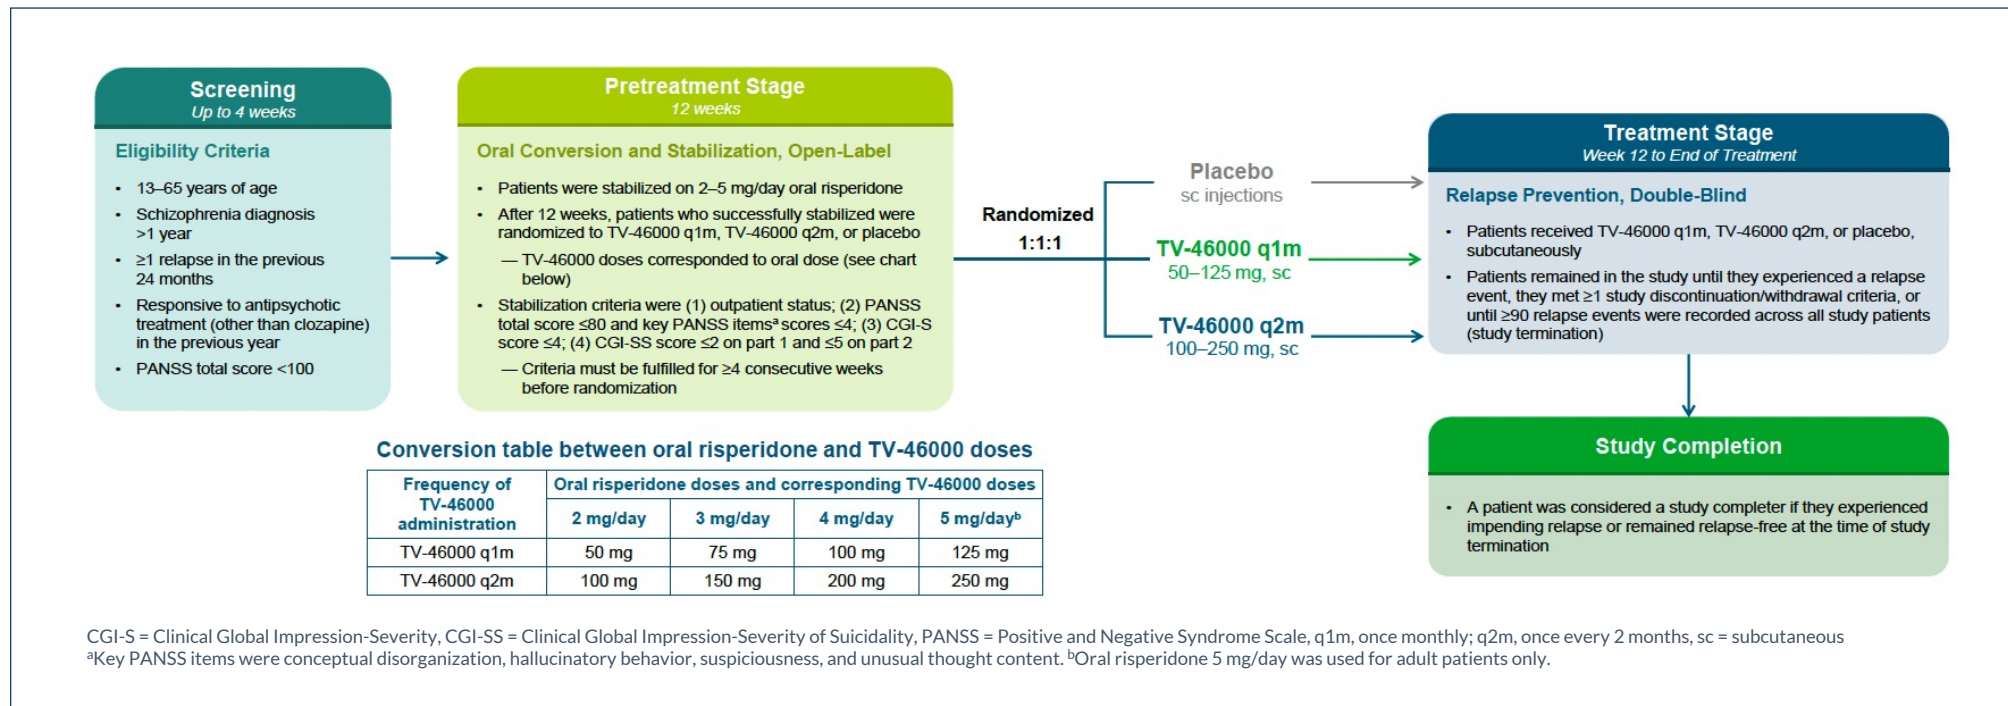 Screening
Up to 4 weeks
Eligibility Criteria
• 13–65 years of age
• Schizophrenia diagnosis
>1 year
• ≥1 relapse in the previous
24 months
• Responsive to antipsychotic
treatment (other than clozapine)
in the previous year
• PANSS total score <100
Pretreatment Stage
12 weeks
Oral Conversion and Stabilization, Open-Label
• Patients were stabilized on 2–5 mg/day oral risperidone
• After 12 weeks, patients who successfully stabilized were
randomized to TV-46000 q1m, TV-46000 q2m, or placebo
— TV-46000 doses corresponded to oral dose (see chart
below)
• Stabilization criteria were (1) outpatient status; (2) PANSS
total score ≤80 and key PANSS itemsᵃ scores ≤4; (3) CGI-S
score ≤4; (4) CGI-SS score ≤2 on part 1 and ≤5 on part 2
— Criteria must be fulfilled for ≥4 consecutive weeks
before randomization
Randomized
1:1:1
Placebo
sc injections
TV-46000 q1m
50–125 mg, sc
TV-46000 q2m
100–250 mg, sc
Treatment Stage
Week 12 to End of Treatment
Relapse Prevention, Double-Blind
• Patients received TV-46000 q1m, TV-46000 q2m, or placebo,
subcutaneously
• Patients remained in the study until they experienced a relapse
event, they met ≥1 study discontinuation/withdrawal criteria, or
until ≥90 relapse events were recorded across all study patients
(study termination)
Study Completion
• A patient was considered a study completer if they experienced
impending relapse or remained relapse-free at the time of study
termination
Conversion table between oral risperidone and TV-46000 doses
Frequency of
TV-46000
administration
Oral risperidone doses and corresponding TV-46000 doses
2 mg/day 3 mg/day 4 mg/day 5 mg/dayᵇ
TV-46000 q1m 50 mg 75 mg 100 mg 125 mg
TV-46000 q2m 100 mg 150 mg 200 mg 250 mg
CGI-S = Clinical Global Impression-Severity, CGI-SS = Clinical Global Impression-Severity of Suicidality, PANSS = Positive and Negative Syndrome Scale, q1m, once monthly; q2m, once every 2 months, sc = subcutaneous
ᵃKey PANSS items were conceptual disorganization, hallucinatory behavior, suspiciousness, and unusual thought content. ᵇOral risperidone 5 mg/day was used for adult patients only.